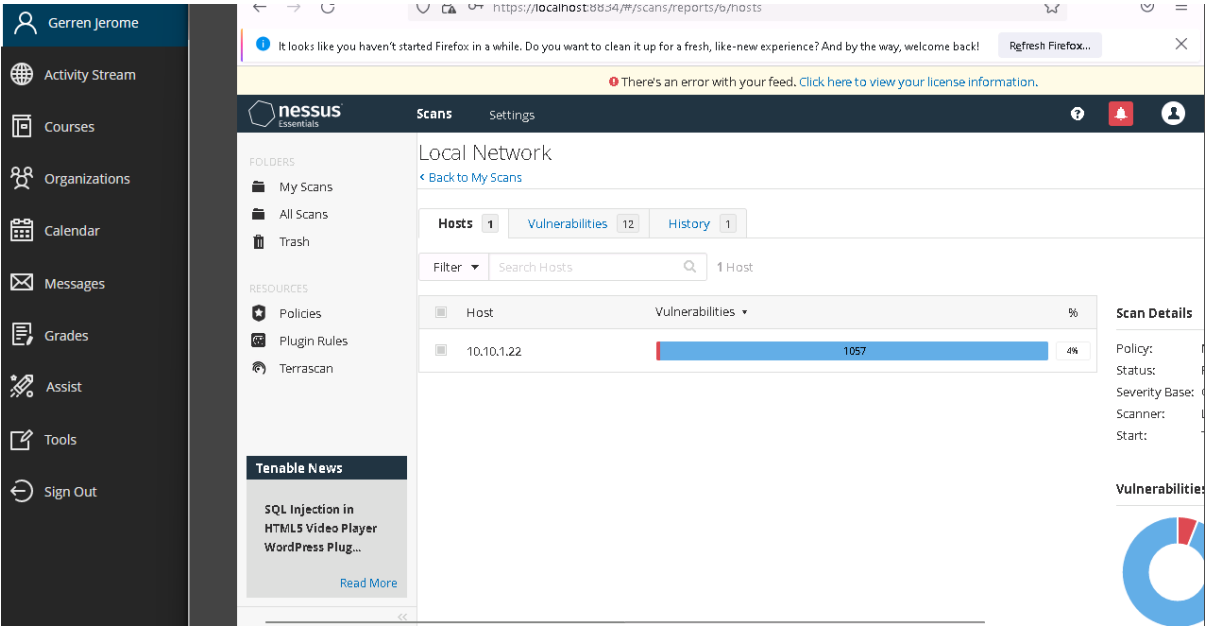 Gerren Jerome
Activity Stream
Courses
Organizations
Calendar
Messages
Grades
Assist
Tools
Sign Out
https://localhost:8834/#/scans/reports/6/hosts
It looks like you haven't started Firefox in a while. Do you want to clean it up for a fresh, like-new experience? And by the way, welcome back!
Refresh Firefox...
There's an error with your feed. Click here to view your license information.
nessus
Essentials
Scans
Settings
FOLDERS
My Scans
All Scans
Trash
RESOURCES
Policies
Plugin Rules
Terrascan
Tenable News
SQL Injection in
HTML5 Video Player
WordPress Plug...
Read More
Local Network
Back to My Scans
Hosts 1
Vulnerabilities 12
History 1
Filter
Search Hosts
1 Host
Host
Vulnerabilities
%
10.10.1.22
1057
4%
Scan Details
Policy:
Status:
Severity Base:
Scanner:
Start:
Vulnerabilities